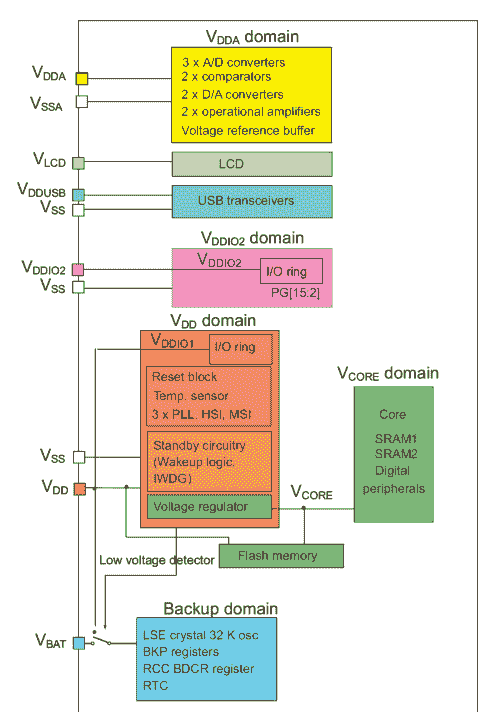 VDDA domain
VDDA
VSSA
3 x A/D converters
2 x comparators
2 x D/A converters
2 x operational amplifiers
Voltage reference buffer
VLCD
LCD
VDDUSB
VSS
USB transceivers
VDDIO2 domain
VDDIO2
VSS
VDDIO2
I/O ring
PG[15:2]
VDD domain
VDDIO1
I/O ring
Reset block
Temp. sensor
3 x PLL, HSI, MSI
VSS
Standby circuitry
(Wakeup logic,
IWDG)
VDD
Voltage regulator
VCORE
VCORE domain
Core
SRAM1
SRAM2
Digital
peripherals
Flash memory
Low voltage detector
Backup domain
VBAT
LSE crystal 32 K osc
BKP registers
RCC BDCR register
RTC